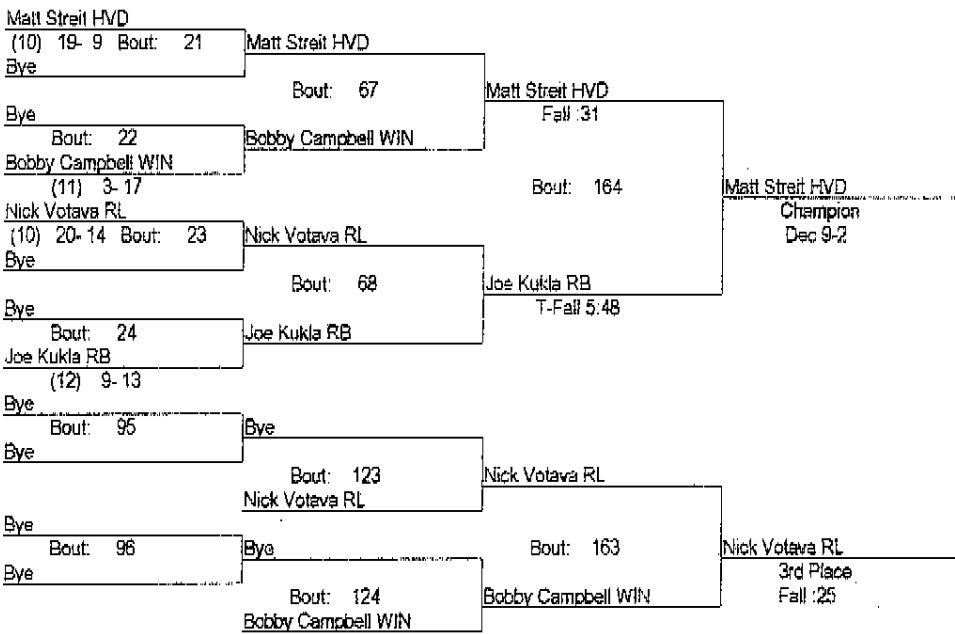 Matt Streit HVD
(10) 19- 9 Bout: 21
Matt Streit HVD
Bye
Bout: 67
Matt Streit HVD
Fall :31
Bye
Bout: 22
Bobby Campbell WIN
Bobby Campbell WIN
(11) 3- 17
Bout: 164
Matt Streit HVD
Champion
Dec 9-2
Nick Votava RL
(10) 20- 14 Bout: 23
Nick Votava RL
Bye
Bout: 68
Joe Kukla RB
T-Fall 5:48
Bye
Bout: 24
Joe Kukla RB
Joe Kukla RB
(12) 9- 13
Bye
Bout: 95
Bye
Bye
Bout: 123
Nick Votava RL
Nick Votava RL
Bye
Bout: 96
Bye
Bye
Bout: 163
Nick Votava RL
3rd Place
Fall :25
Bout: 124
Bobby Campbell WIN
Bobby Campbell WIN